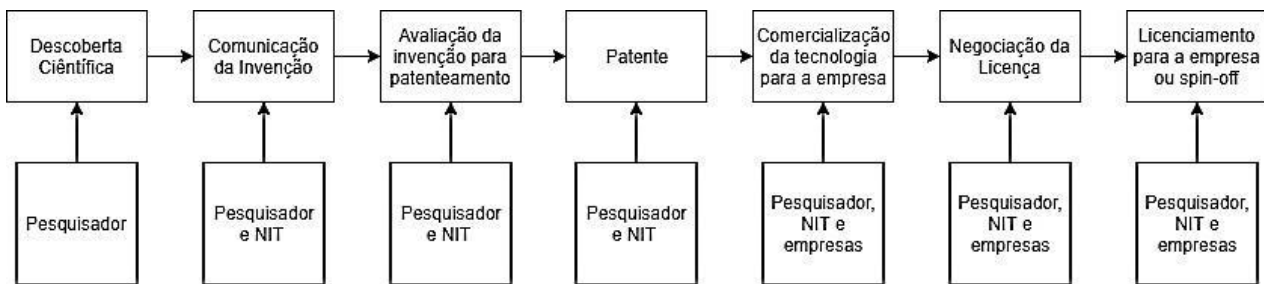 Descoberta
Ciêntífica
Comunicação
da Invenção
Avaliação da
invenção para
patenteamento
Patente
Comercialização
da tecnologia
para a empresa
Negociação da
Licença
Licenciamento
para a empresa
ou spin-off
Pesquisador
Pesquisador
e NIT
Pesquisador
e NIT
Pesquisador
e NIT
Pesquisador,
NIT e
empresas
Pesquisador,
NIT e
empresas
Pesquisador,
NIT e
empresas